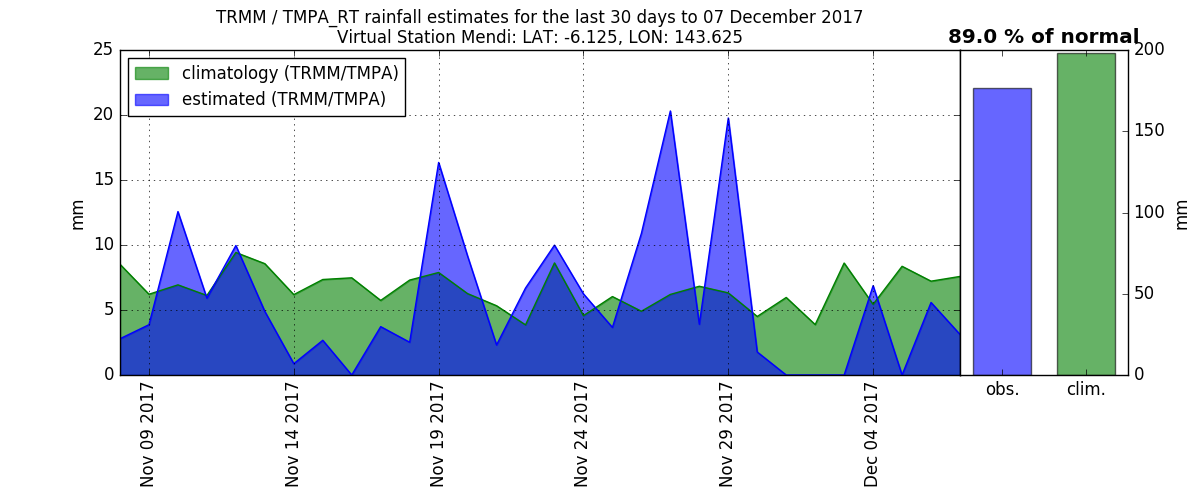 TRMM / TMPA_RT rainfall estimates for the last 30 days to 07 December 2017
Virtual Station Mendi: LAT: -6.125, LON: 143.625
89.0 % of normal
climatology (TRMM/TMPA)
estimated (TRMM/TMPA)
25
20
15
10
5
0
mm
Nov 09 2017
Nov 14 2017
Nov 19 2017
Nov 24 2017
Nov 29 2017
Dec 04 2017
obs.
clim.
200
150
100
50
0
mm